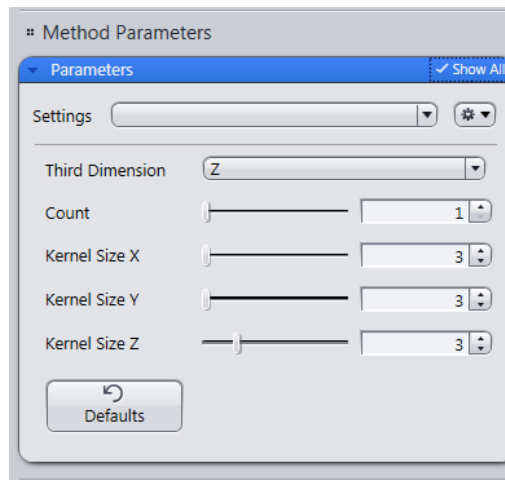 Method Parameters
Parameters ✓ Show All
Settings
Third Dimension Z
Count 1
Kernel Size X 3
Kernel Size Y 3
Kernel Size Z 3
Defaults